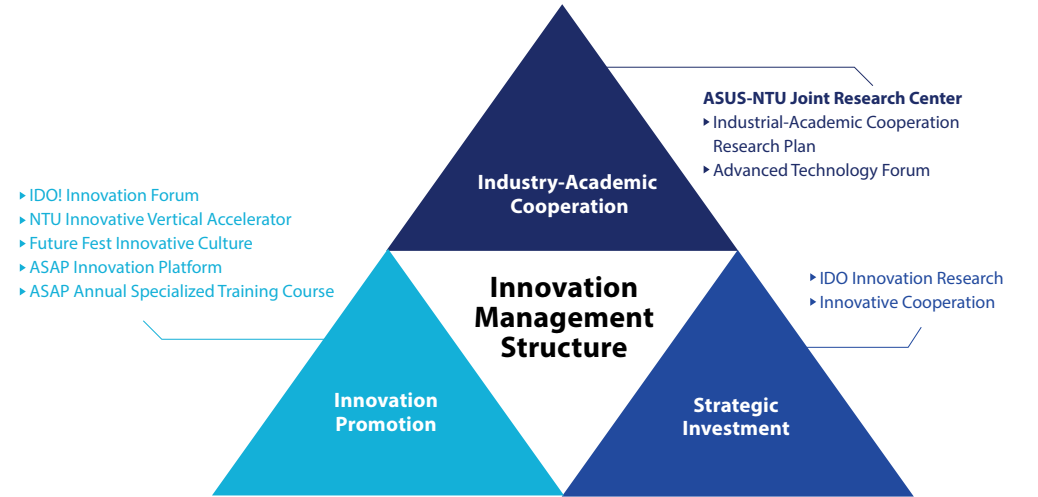 ASUS-NTU Joint Research Center
▸ Industrial-Academic Cooperation
Research Plan
▸ Advanced Technology Forum
Industry-Academic
Cooperation
▸ IDO! Innovation Forum
▸ NTU Innovative Vertical Accelerator
▸ Future Fest Innovative Culture
▸ ASAP Innovation Platform
▸ ASAP Annual Specialized Training Course
Innovation
Management
Structure
▸ IDO Innovation Research
▸ Innovative Cooperation
Innovation
Promotion
Strategic
Investment